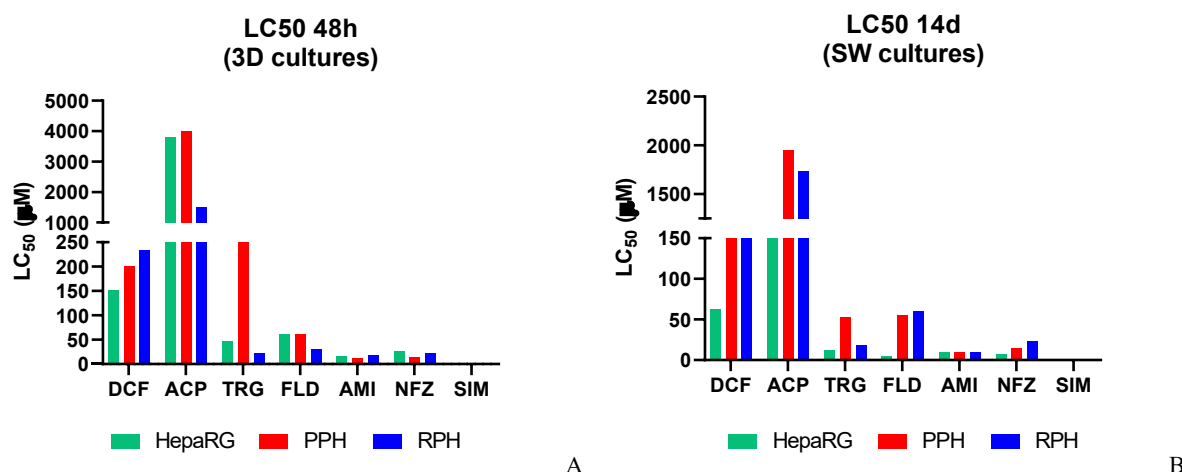 LC50 48h
(3D cultures)
5000
4000
3000
2000
1000
250
200
150
100
50
0
LC50 (μM)
DCF ACP TRG FLD AMI NFZ SIM
HepaRG PPH RPH
A
LC50 14d
(SW cultures)
2500
2000
1500
150
100
50
0
LC50 (μM)
DCF ACP TRG FLD AMI NFZ SIM
HepaRG PPH RPH
B